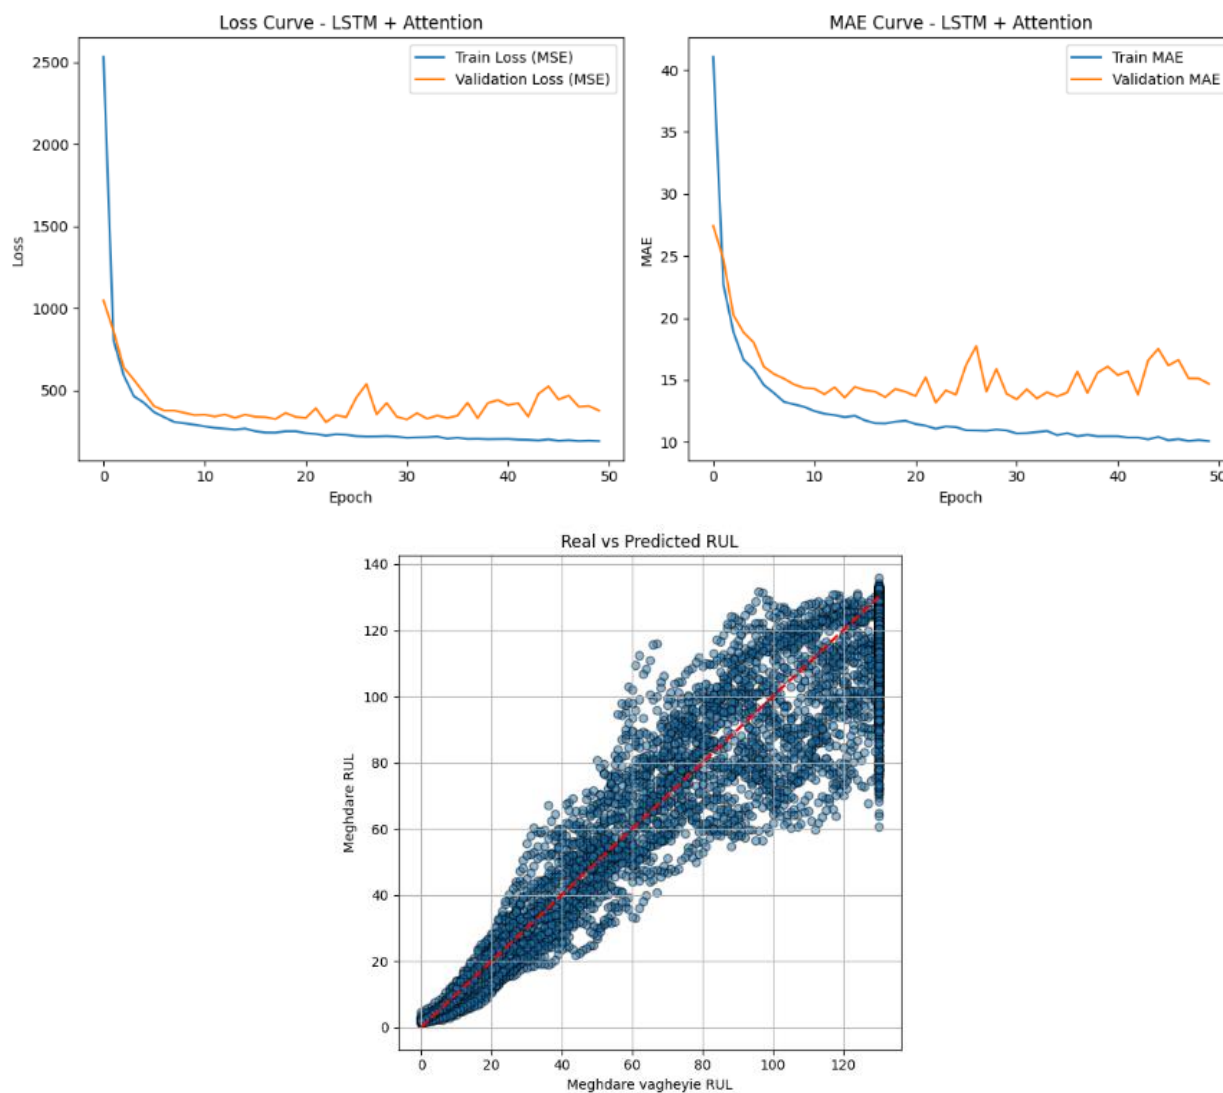 Loss Curve - LSTM + Attention
Train Loss (MSE)
Validation Loss (MSE)
2500
2000
1500
1000
500
Loss
0 10 20 30 40 50
Epoch
MAE Curve - LSTM + Attention
Train MAE
Validation MAE
40
35
30
25
20
15
10
MAE
0 10 20 30 40 50
Epoch
Real vs Predicted RUL
140
120
100
80
60
40
20
0
Meghdare RUL
0 20 40 60 80 100 120
Meghdare vagheyie RUL